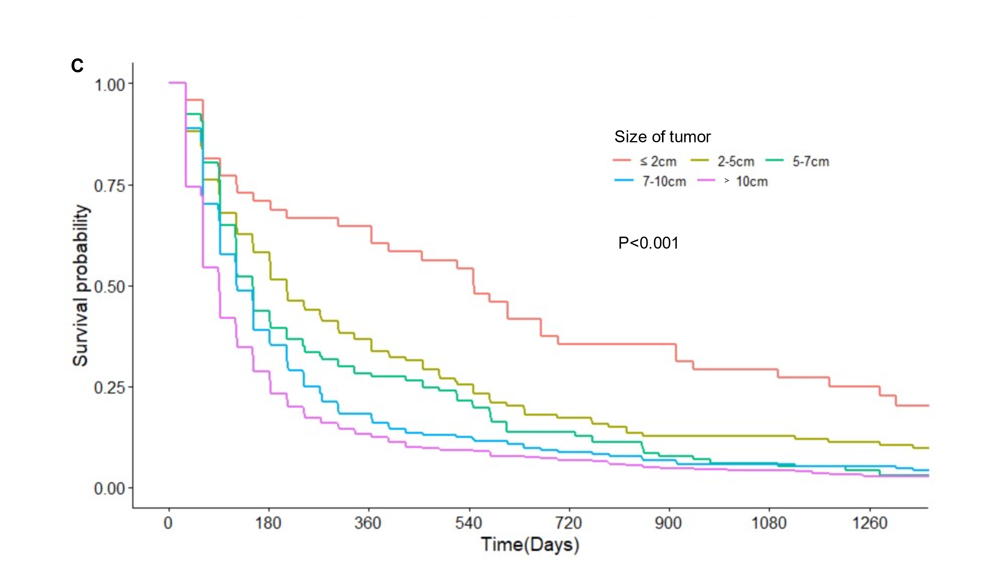 C
1.00
0.75
0.50
0.25
0.00
Survival probability
Size of tumor
≤ 2cm 2-5cm 5-7cm
7-10cm > 10cm
P<0.001
0 180 360 540 720 900 1080 1260
Time(Days)